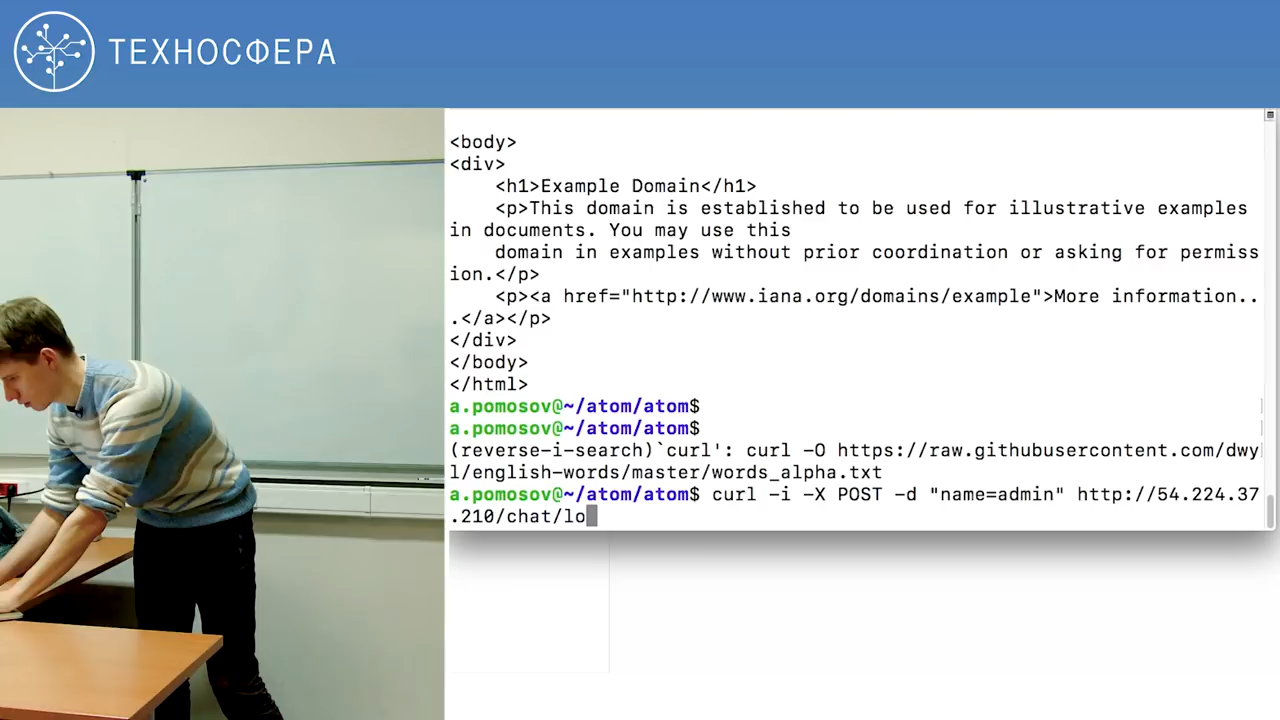 ТЕХНОСФЕРА
<body>
<div>
    <h1>Example Domain</h1>
    <p>This domain is established to be used for illustrative examples
in documents. You may use this
    domain in examples without prior coordination or asking for permiss
ion.</p>
    <p><a href="http://www.iana.org/domains/example">More information..
.</a></p>
</div>
</body>
</html>
a.pomosov@~/atom/atom$
a.pomosov@~/atom/atom$
(reverse-i-search)`curl': curl -O https://raw.githubusercontent.com/dwy
l/english-words/master/words_alpha.txt
a.pomosov@~/atom/atom$ curl -i -X POST -d "name=admin" http://54.224.37
.210/chat/lo